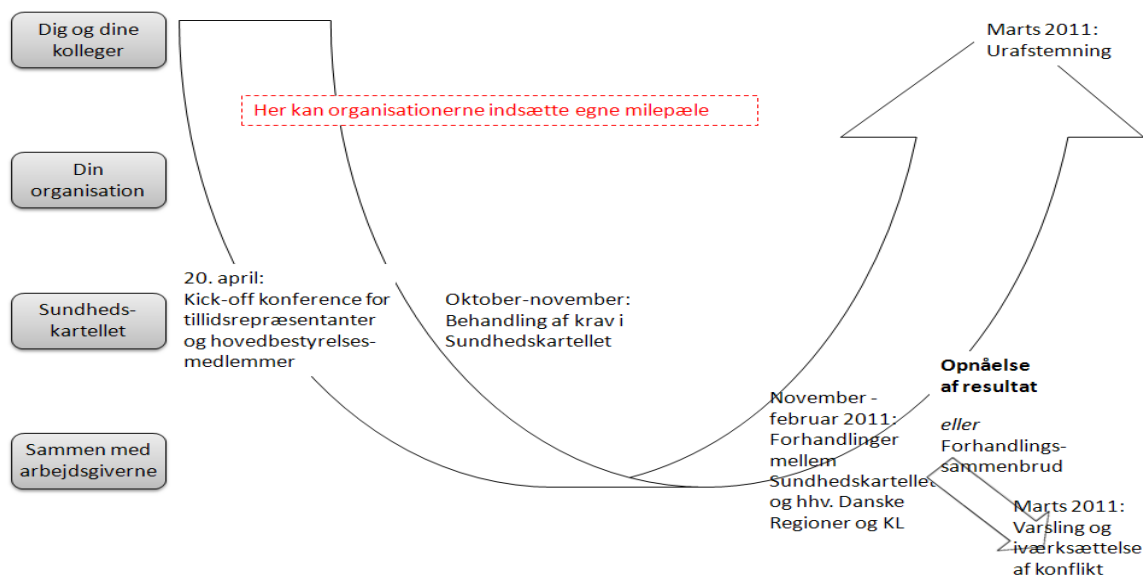 Dig og dine
kolleger
Din
organisation
Sundheds-
kartellet
Sammen med
arbejdsgiverne
Her kan organisationerne indsætte egne milepæle
20. april:
Kick-off konference for
tillidsrepræsentanter
og hovedbestyrelses-
medlemmer
Oktober-november:
Behandling af krav i
Sundhedskartellet
November -
februar 2011:
Forhandlinger
mellem
Sundhedskartellet
og hhv. Danske
Regioner og KL
Opnåelse
af resultat
eller
Forhandlings-
sammenbrud
Marts 2011:
Varsling og
iværksættelse
af konflikt
Marts 2011:
Urafstemning